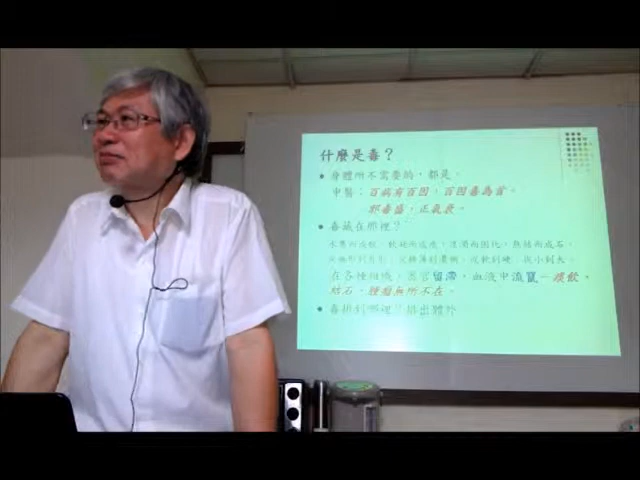 什麼是毒？
身體所不需要的，都是。
中醫：百病有百因，百因毒為首。
邪毒盛，正氣衰。
毒藏在哪裡？
在各種組織，器官留滯，血液中流竄—痰飲，
結石，腫瘤無所不在。
毒排到哪裡？排出體外